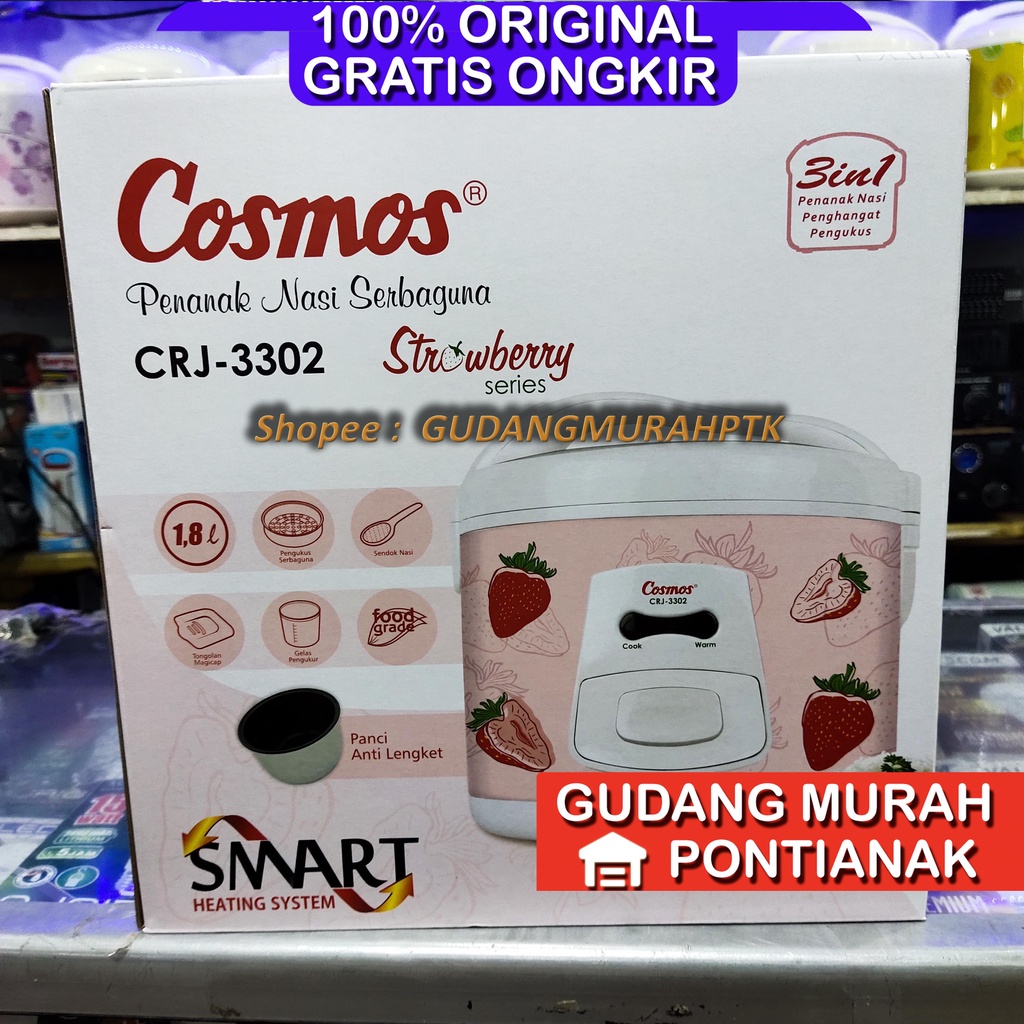 100% ORIGINAL
GRATIS ONGKIR
Cosmos®
3in1
Penanak Nasi
Penghangat
Pengukus
Penanak Nasi Serbaguna
CRJ-3302
Strawberry
series
Shopee : GUDANGMURAHPTK
1,8 ℓ
Pengukus
Serbaguna
Sendok Nasi
Tongolan
Magicap
Gelas
Pengukur
food
grade
Cosmos®
CRJ-3302
Cook
Warm
Panci
Anti Lengket
SMART
HEATING SYSTEM
GUDANG MURAH
PONTIANAK